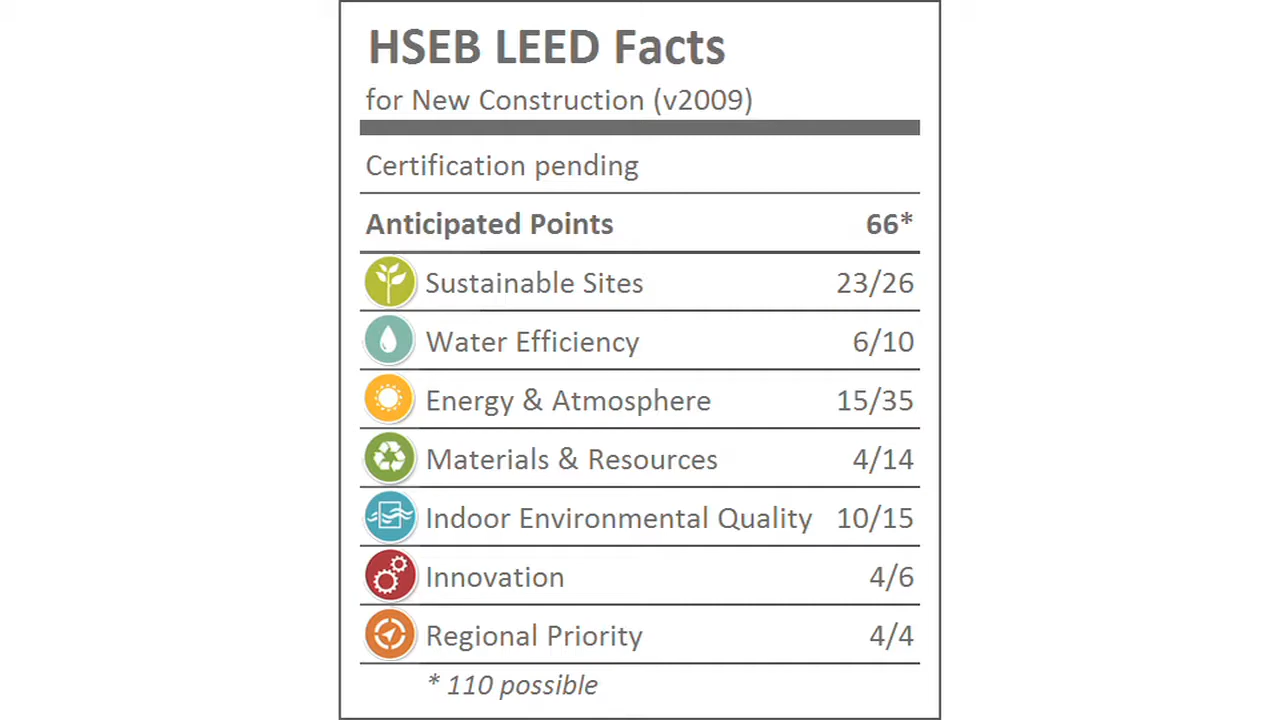 HSEB LEED Facts
for New Construction (v2009)
Certification pending
Anticipated Points 66*
Sustainable Sites 23/26
Water Efficiency 6/10
Energy & Atmosphere 15/35
Materials & Resources 4/14
Indoor Environmental Quality 10/15
Innovation 4/6
Regional Priority 4/4
* 110 possible